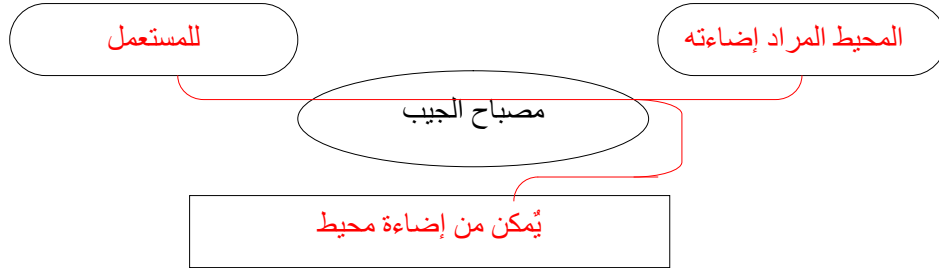 المحيط المراد إضاءته
للمستعمل
مصباح الجيب
يٌمكن من إضاءة محيط